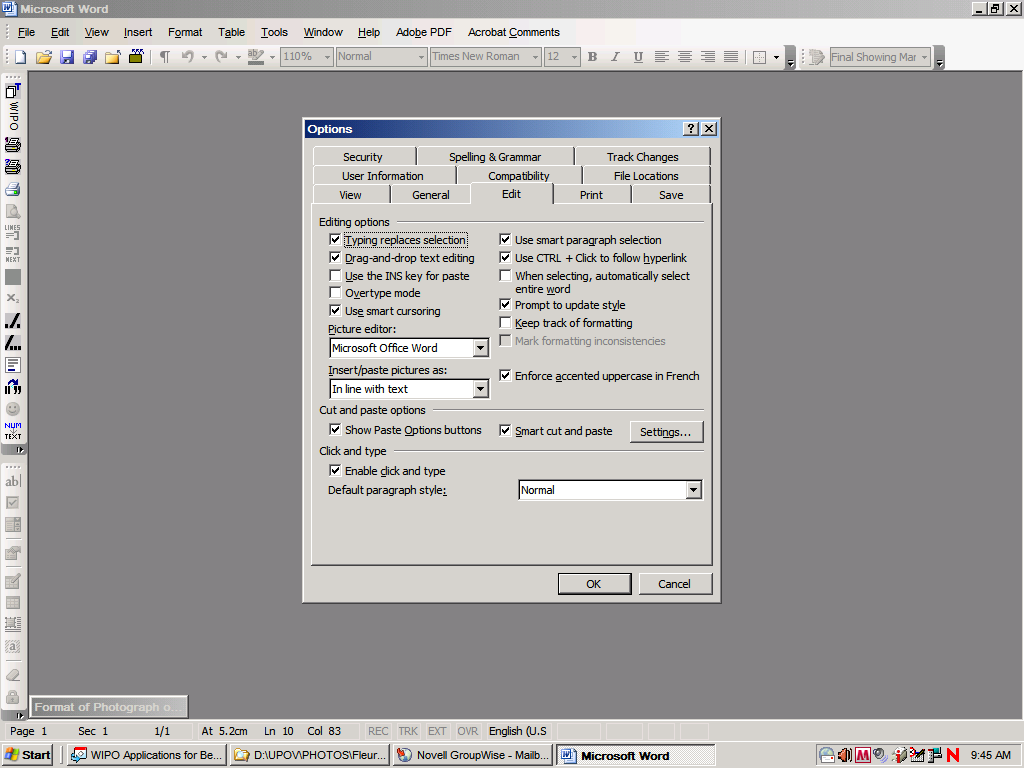 Microsoft Word
File Edit View Insert Format Table Tools Window Help Adobe PDF Acrobat Comments
110% Normal Times New Roman 12 B I U Final Showing Mar
WIPO
LINES
NEXT
NUM
TEXT
ab
Options
Security Spelling & Grammar Track Changes
User Information Compatibility File Locations
View General Edit Print Save
Editing options
Typing replaces selection
Drag-and-drop text editing
Use the INS key for paste
Overtype mode
Use smart cursoring
Picture editor:
Microsoft Office Word
Insert/paste pictures as:
In line with text
Use smart paragraph selection
Use CTRL + Click to follow hyperlink
When selecting, automatically select
entire word
Prompt to update style
Keep track of formatting
Mark formatting inconsistencies
Enforce accented uppercase in French
Cut and paste options
Show Paste Options buttons Smart cut and paste Settings...
Click and type
Enable click and type
Default paragraph style: Normal
OK Cancel
Format of Photograph o...
Page 1 Sec 1 1/1 At 5.2cm Ln 10 Col 83 REC TRK EXT OVR English (U.S
Start WIPO Applications for Be... D:\UPOV\PHOTOS\Fleur... Novell GroupWise - Mailb... Microsoft Word 9:45 AM